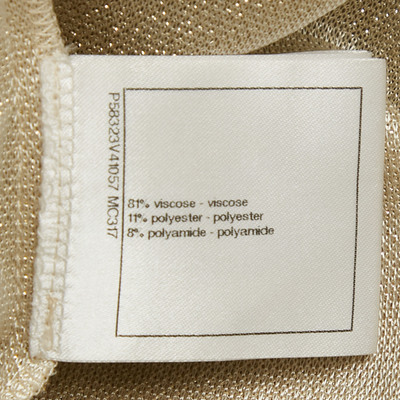 P58323V41057 MC317
81% viscose - viscose
11% polyester - polyester
8% polyamide - polyamide